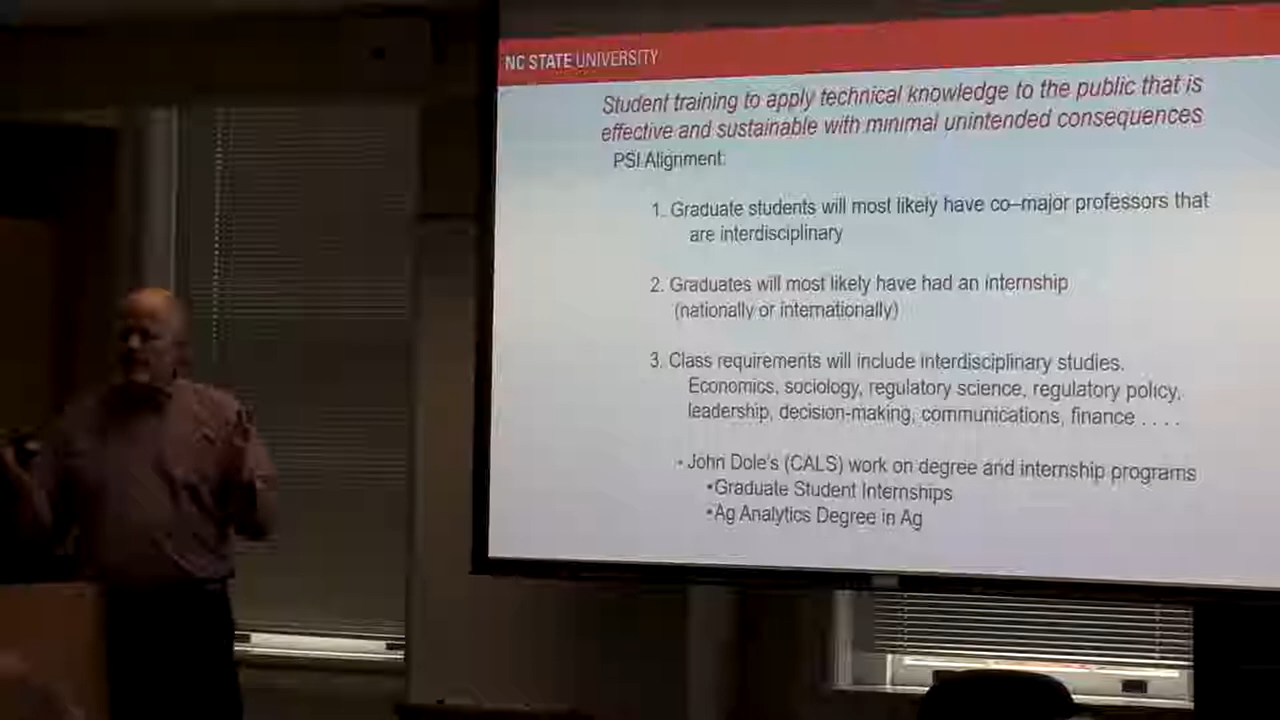 NC STATE UNIVERSITY
Student training to apply technical knowledge to the public that is
effective and sustainable with minimal unintended consequences
PSI Alignment:
1. Graduate students will most likely have co–major professors that
are interdisciplinary
2. Graduates will most likely have had an internship
(nationally or internationally)
3. Class requirements will include interdisciplinary studies.
Economics, sociology, regulatory science, regulatory policy,
leadership, decision-making, communications, finance . . . .
• John Dole's (CALS) work on degree and internship programs
•Graduate Student Internships
•Ag Analytics Degree in Ag